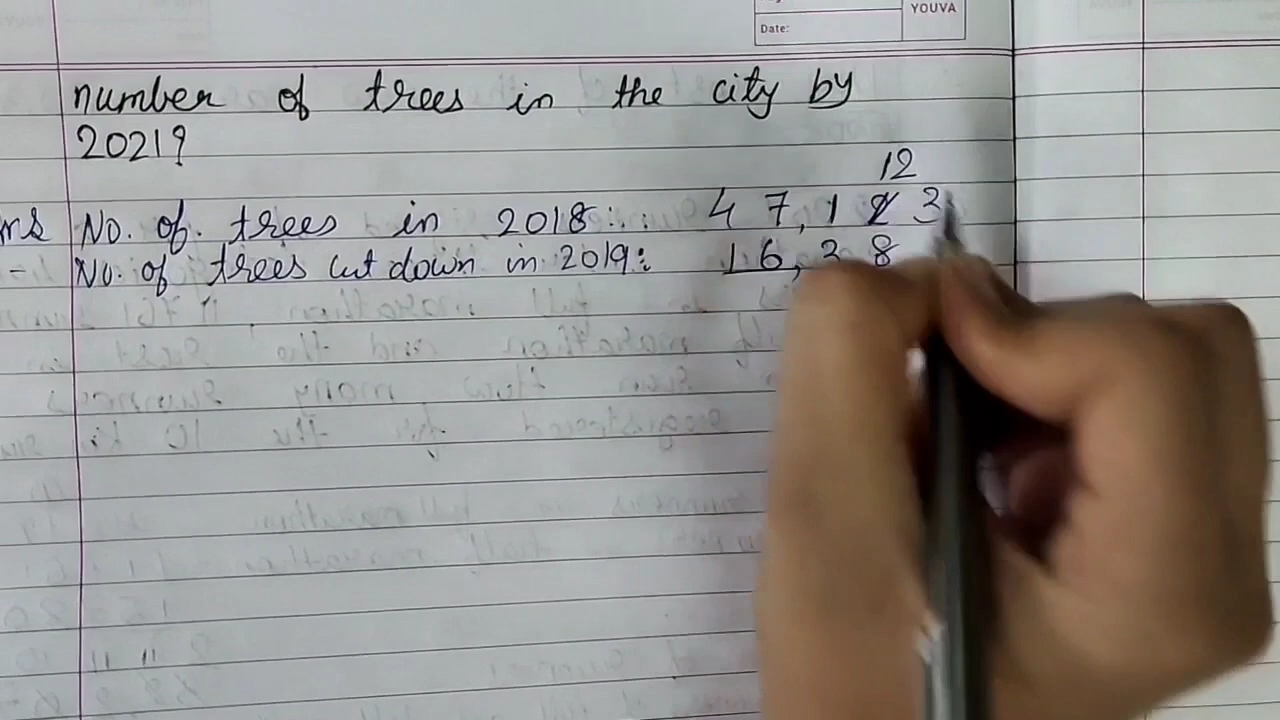 Date:
YOUVA
number of trees in the city by
2021?
12
ns No. of. trees in 2018:. 4 7,1 2 3
- No. of trees cut down in 2019: 1 6, 3 8